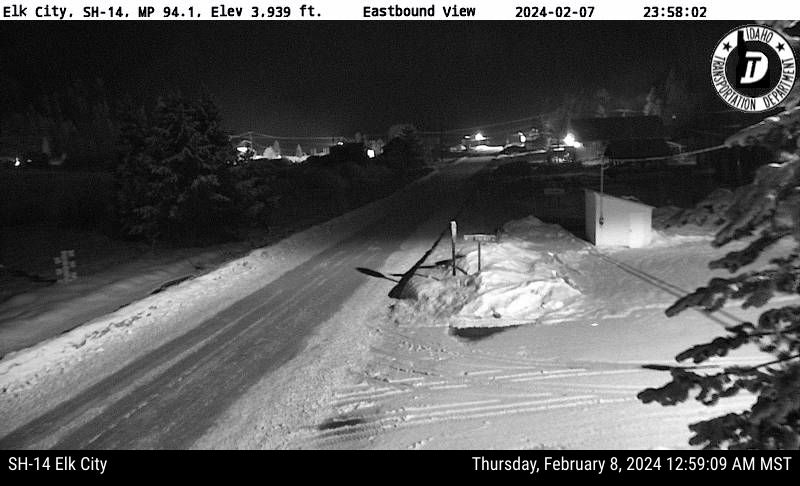 Elk City, SH-14, MP 94.1, Elev 3,939 ft. Eastbound View 2024-02-07 23:58:02
IDAHO
TRANSPORTATION DEPARTMENT
SH-14 Elk City Thursday, February 8, 2024 12:59:09 AM MST